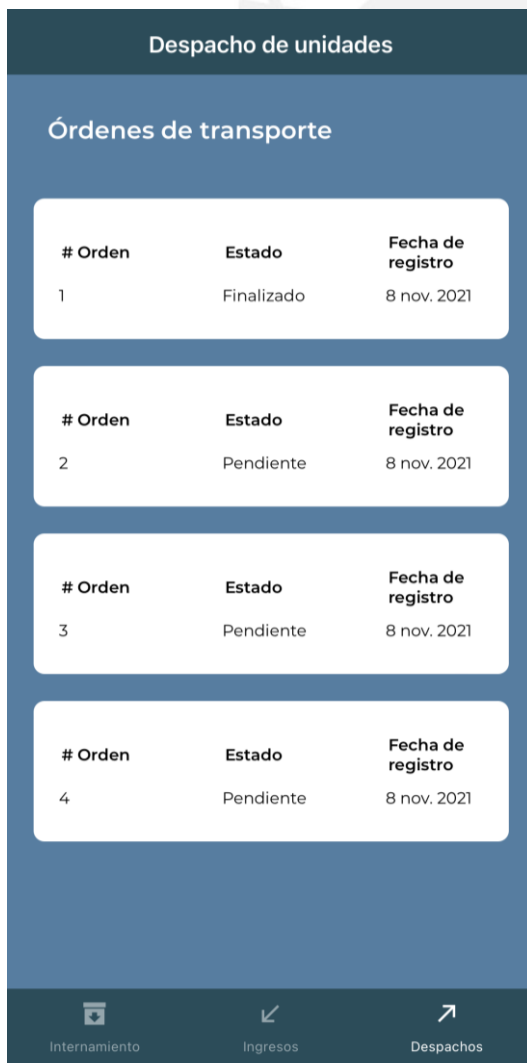 Despacho de unidades
Órdenes de transporte
# Orden Estado Fecha de
registro
1 Finalizado 8 nov. 2021
# Orden Estado Fecha de
registro
2 Pendiente 8 nov. 2021
# Orden Estado Fecha de
registro
3 Pendiente 8 nov. 2021
# Orden Estado Fecha de
registro
4 Pendiente 8 nov. 2021
Internamiento Ingresos Despachos